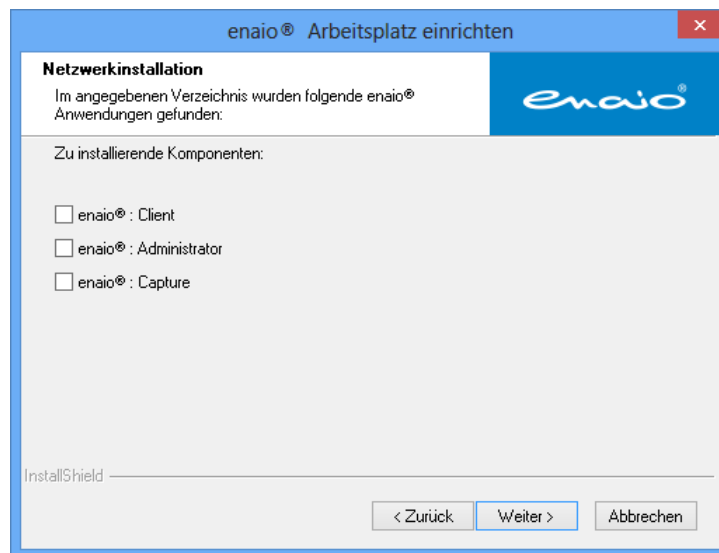 enaio® Arbeitsplatz einrichten
Netzwerkinstallation
Im angegebenen Verzeichnis wurden folgende enaio®
Anwendungen gefunden:
enaio®
Zu installierende Komponenten:
enaio® : Client
enaio® : Administrator
enaio® : Capture
InstallShield
< Zurück
Weiter >
Abbrechen